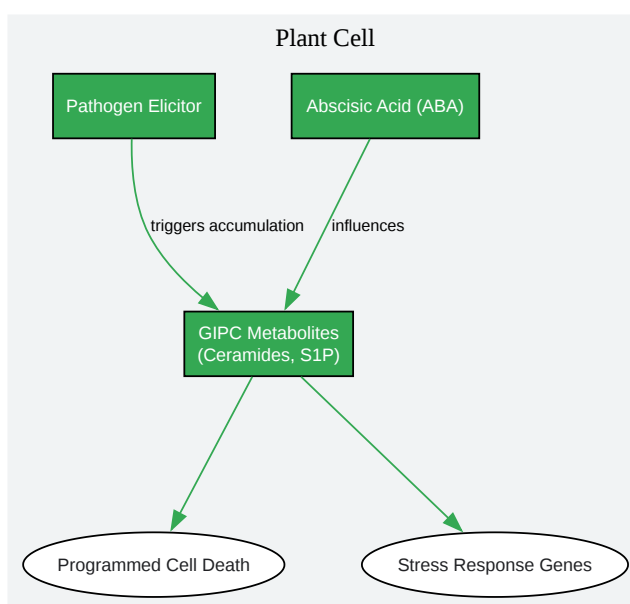 Plant Cell
Pathogen Elicitor
Abscisic Acid (ABA)
triggers accumulation
influences
GIPC Metabolites
(Ceramides, S1P)
Programmed Cell Death
Stress Response Genes